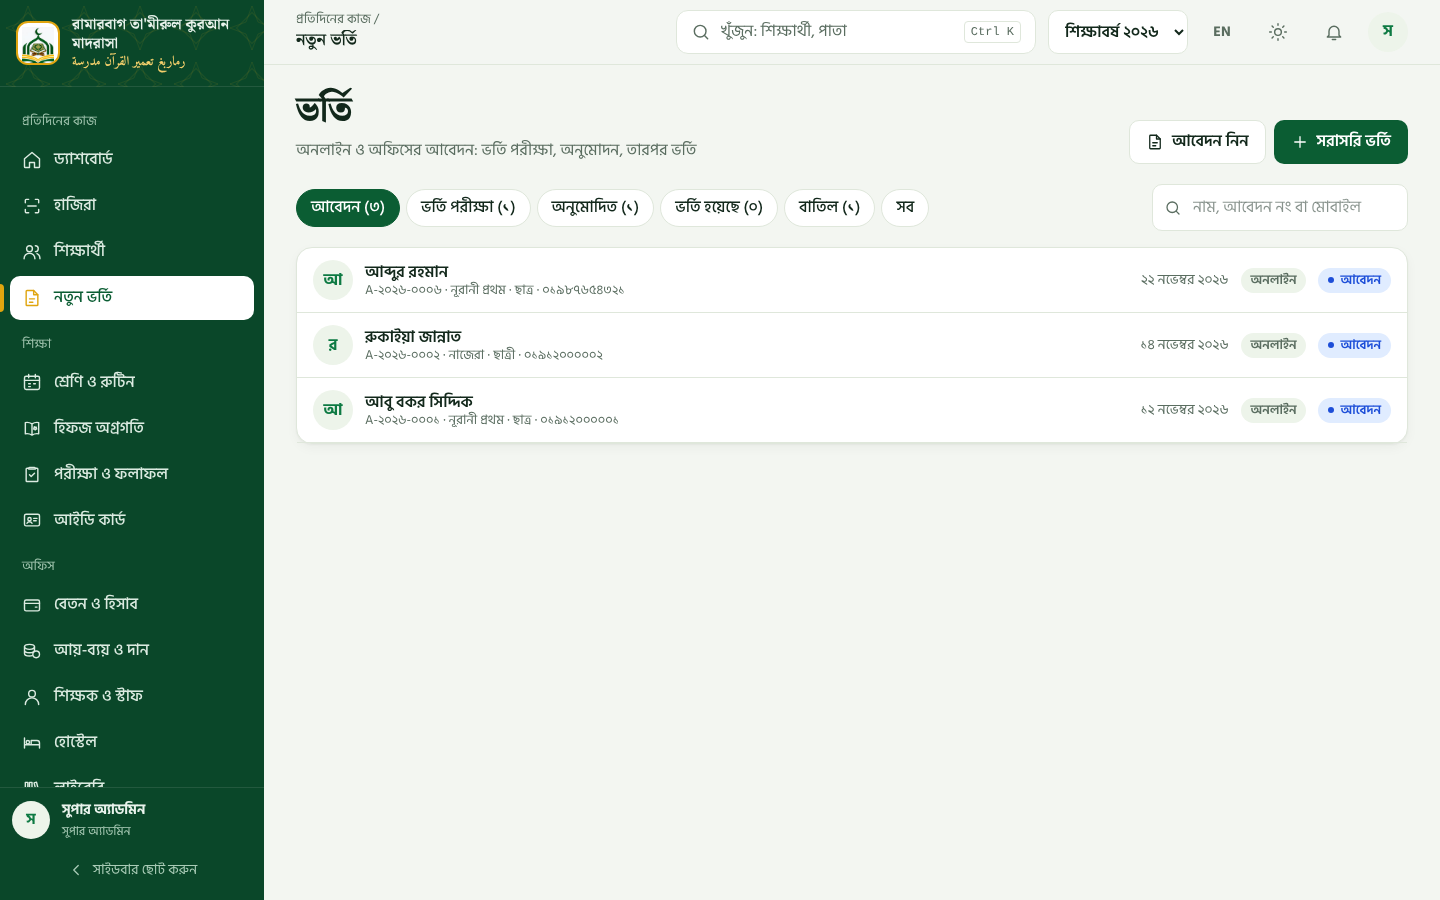 রামারবাগ তা'মীরুল কুরআন
মাদরাসা
رماربغ تعمير القرآن مدرسة
প্রতিদিনের কাজ
ড্যাশবোর্ড
হাজিরা
শিক্ষার্থী
নতুন ভর্তি
শিক্ষা
শ্রেণি ও রুটিন
হিফজ অগ্রগতি
পরীক্ষা ও ফলাফল
আইডি কার্ড
অফিস
বেতন ও হিসাব
আয়-ব্যয় ও দান
শিক্ষক ও স্টাফ
হোস্টেল
স
সুপার অ্যাডমিন
সুপার অ্যাডমিন
সাইডবার ছোট করুন
প্রতিদিনের কাজ /
নতুন ভর্তি
খুঁজুন: শিক্ষার্থী, পাতা Ctrl K
শিক্ষাবর্ষ ২০২৬
EN
স
ভর্তি
অনলাইন ও অফিসের আবেদন: ভর্তি পরীক্ষা, অনুমোদন, তারপর ভর্তি
আবেদন নিন
সরাসরি ভর্তি
আবেদন (৩) ভর্তি পরীক্ষা (১) অনুমোদিত (১) ভর্তি হয়েছে (০) বাতিল (১) সব
নাম, আবেদন নং বা মোবাইল
আ
আব্দুর রহমান
A-২০২৬-০০০৬ · নূরানী প্রথম · ছাত্র · ০১৯৮৭৬৫৪৩২১
২২ নভেম্বর ২০২৬ অনলাইন আবেদন
র
রুকাইয়া জান্নাত
A-২০২৬-০০০২ · নাজেরা · ছাত্রী · ০১৯১২০০০০০২
১৪ নভেম্বর ২০২৬ অনলাইন আবেদন
আ
আবু বকর সিদ্দিক
A-২০২৬-০০০১ · নূরানী প্রথম · ছাত্র · ০১৯১২০০০০০১
১২ নভেম্বর ২০২৬ অনলাইন আবেদন